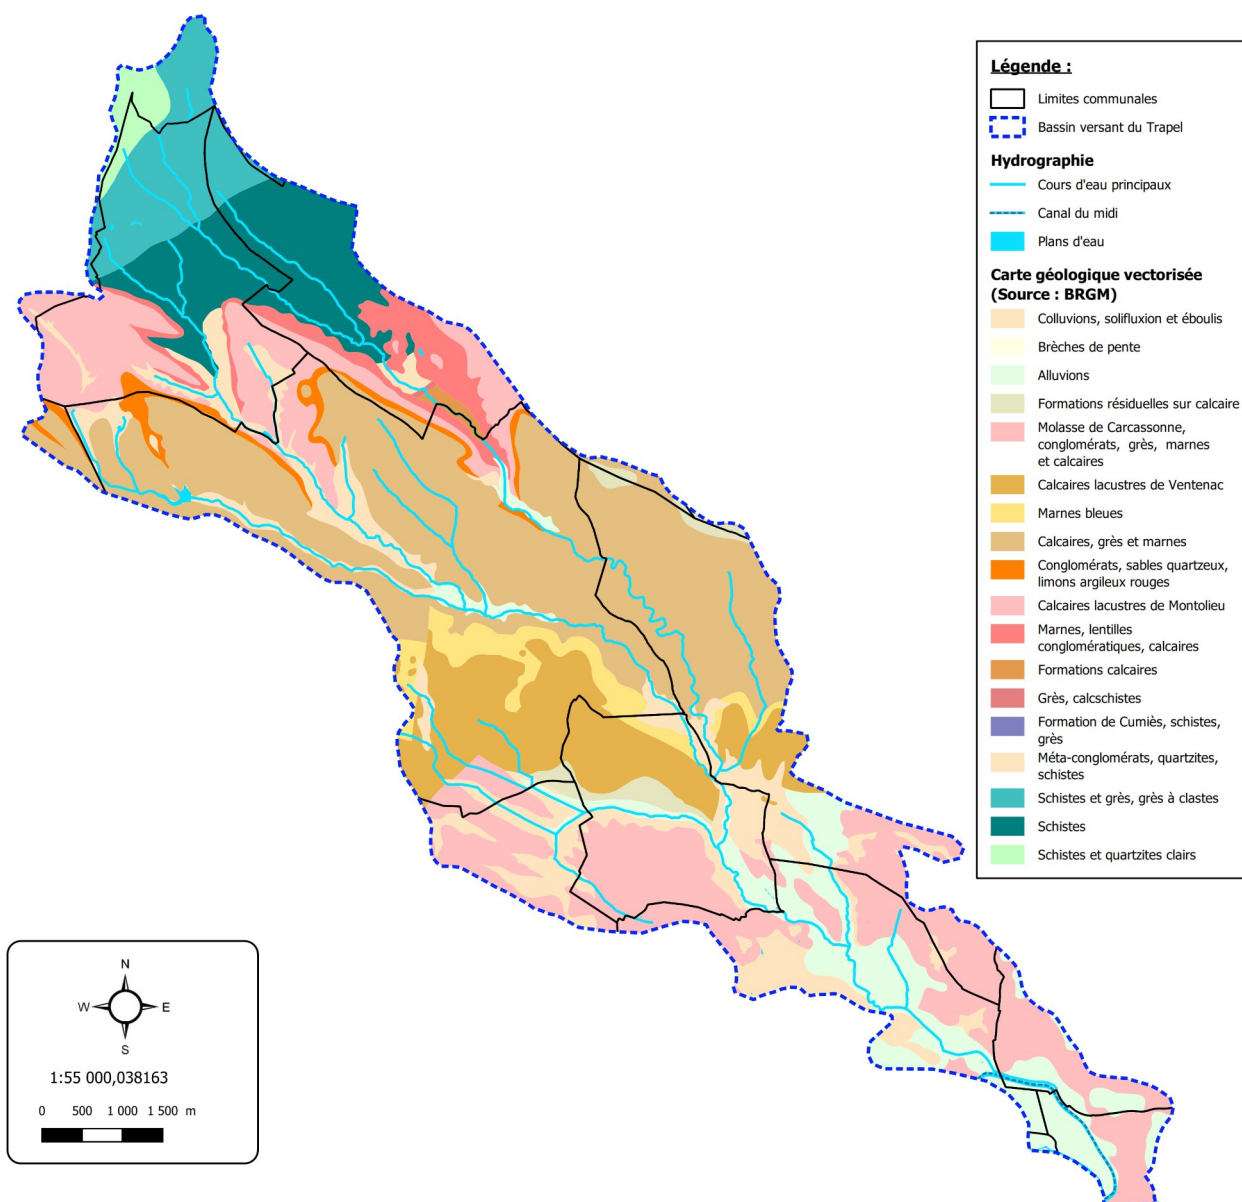 Légende :
Limites communales
Bassin versant du Trapel
Hydrographie
Cours d'eau principaux
Canal du midi
Plans d'eau
Carte géologique vectorisée
(Source : BRGM)
Colluvions, solifluxion et éboulis
Brèches de pente
Alluvions
Formations résiduelles sur calcaire
Molasse de Carcassonne,
conglomérats, grès, marnes
et calcaires
Calcaires lacustres de Ventenac
Marnes bleues
Calcaires, grès et marnes
Conglomérats, sables quartzeux,
limons argileux rouges
Calcaires lacustres de Montolieu
Marnes, lentilles
conglomératiques, calcaires
Formations calcaires
Grès, calcschistes
Formation de Cumiès, schistes,
grès
Méta-conglomérats, quartzites,
schistes
Schistes et grès, grès à clastes
Schistes
Schistes et quartzites clairs
N
W E
S
1:55 000,038163
0 500 1 000 1 500 m